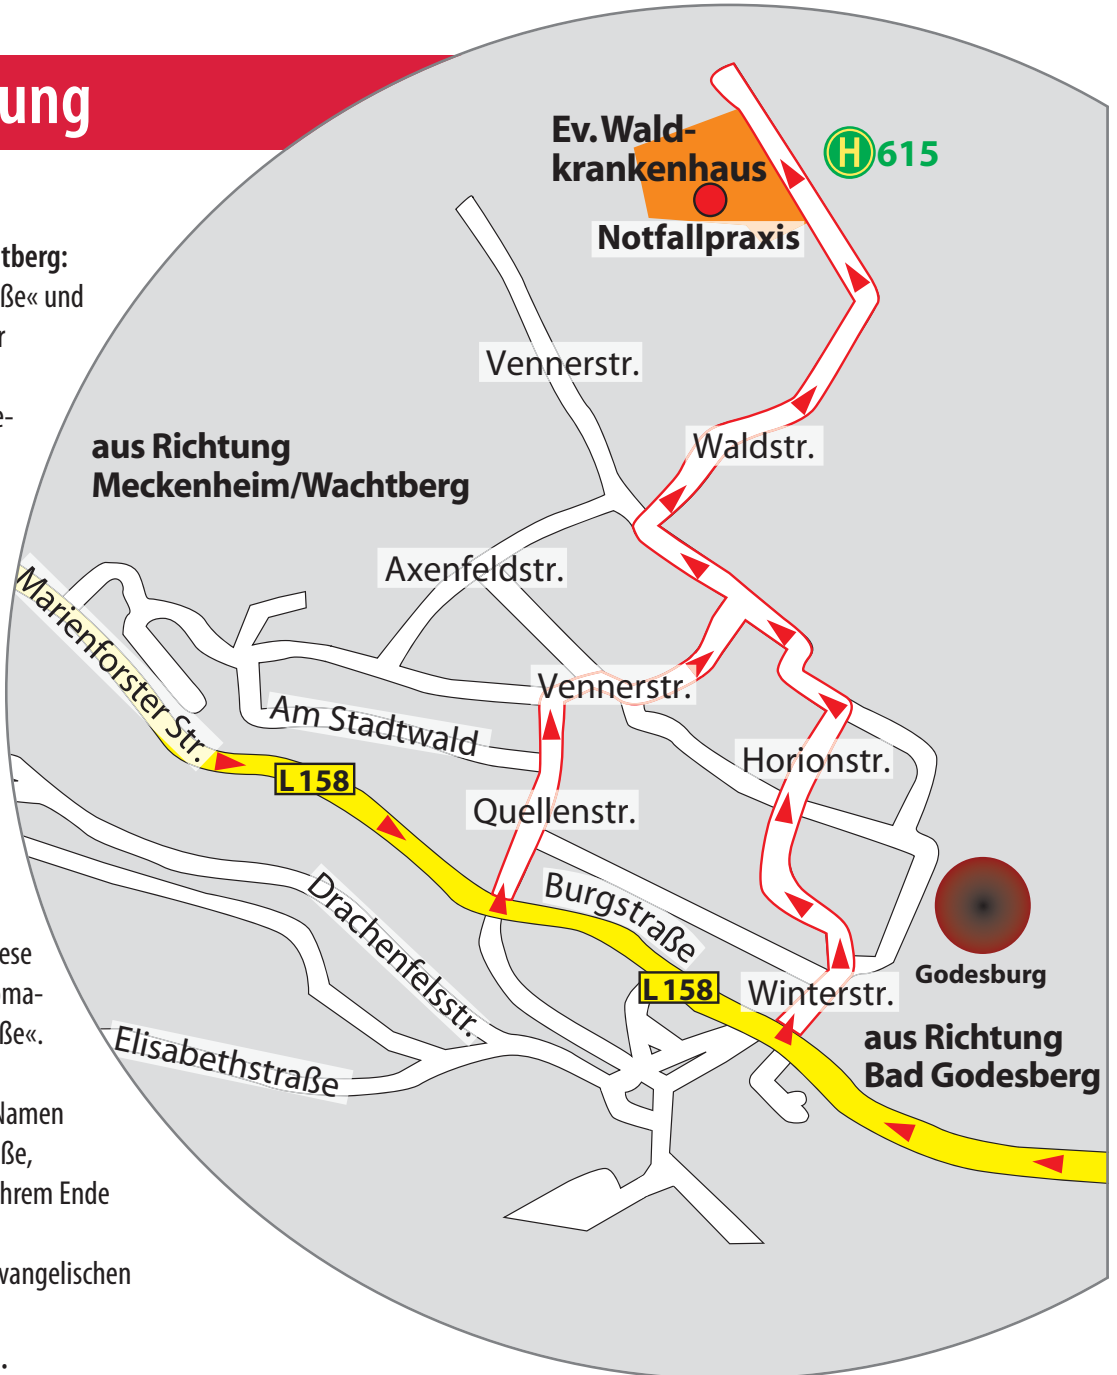 ung
tberg:
ße« und
r
e-
ese
oma-
ße«.
Namen
ße,
hrem Ende
vangelischen
.
Ev. Wald-
krankenhaus
Notfallpraxis
H 615
Vennerstr.
Waldstr.
aus Richtung
Meckenheim/Wachtberg
Axenfeldstr.
Marienforster Str.
Vennerstr.
Am Stadtwald
Horionstr.
L 158
Quellenstr.
Drachenfelsstr.
Burgstraße
Godesburg
L 158
Winterstr.
Elisabethstraße
aus Richtung
Bad Godesberg